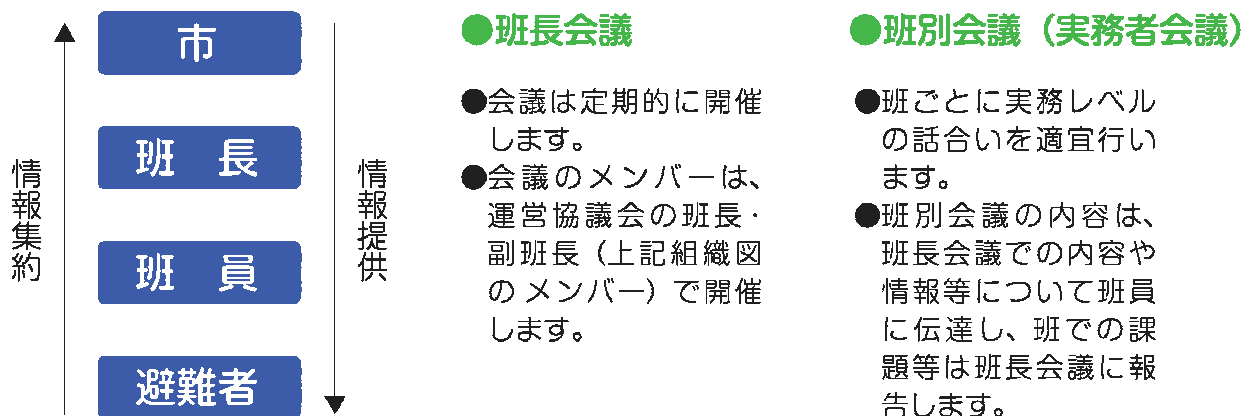 市
班　長
班　員
避難者
情報集約
情報提供
●班長会議
●会議は定期的に開催
します。
●会議のメンバーは、
運営協議会の班長・
副班長（上記組織図
のメンバー）で開催
します。
●班別会議（実務者会議）
●班ごとに実務レベル
の話合いを適宜行い
ます。
●班別会議の内容は、
班長会議での内容や
情報等について班員
に伝達し、班での課
題等は班長会議に報
告します。